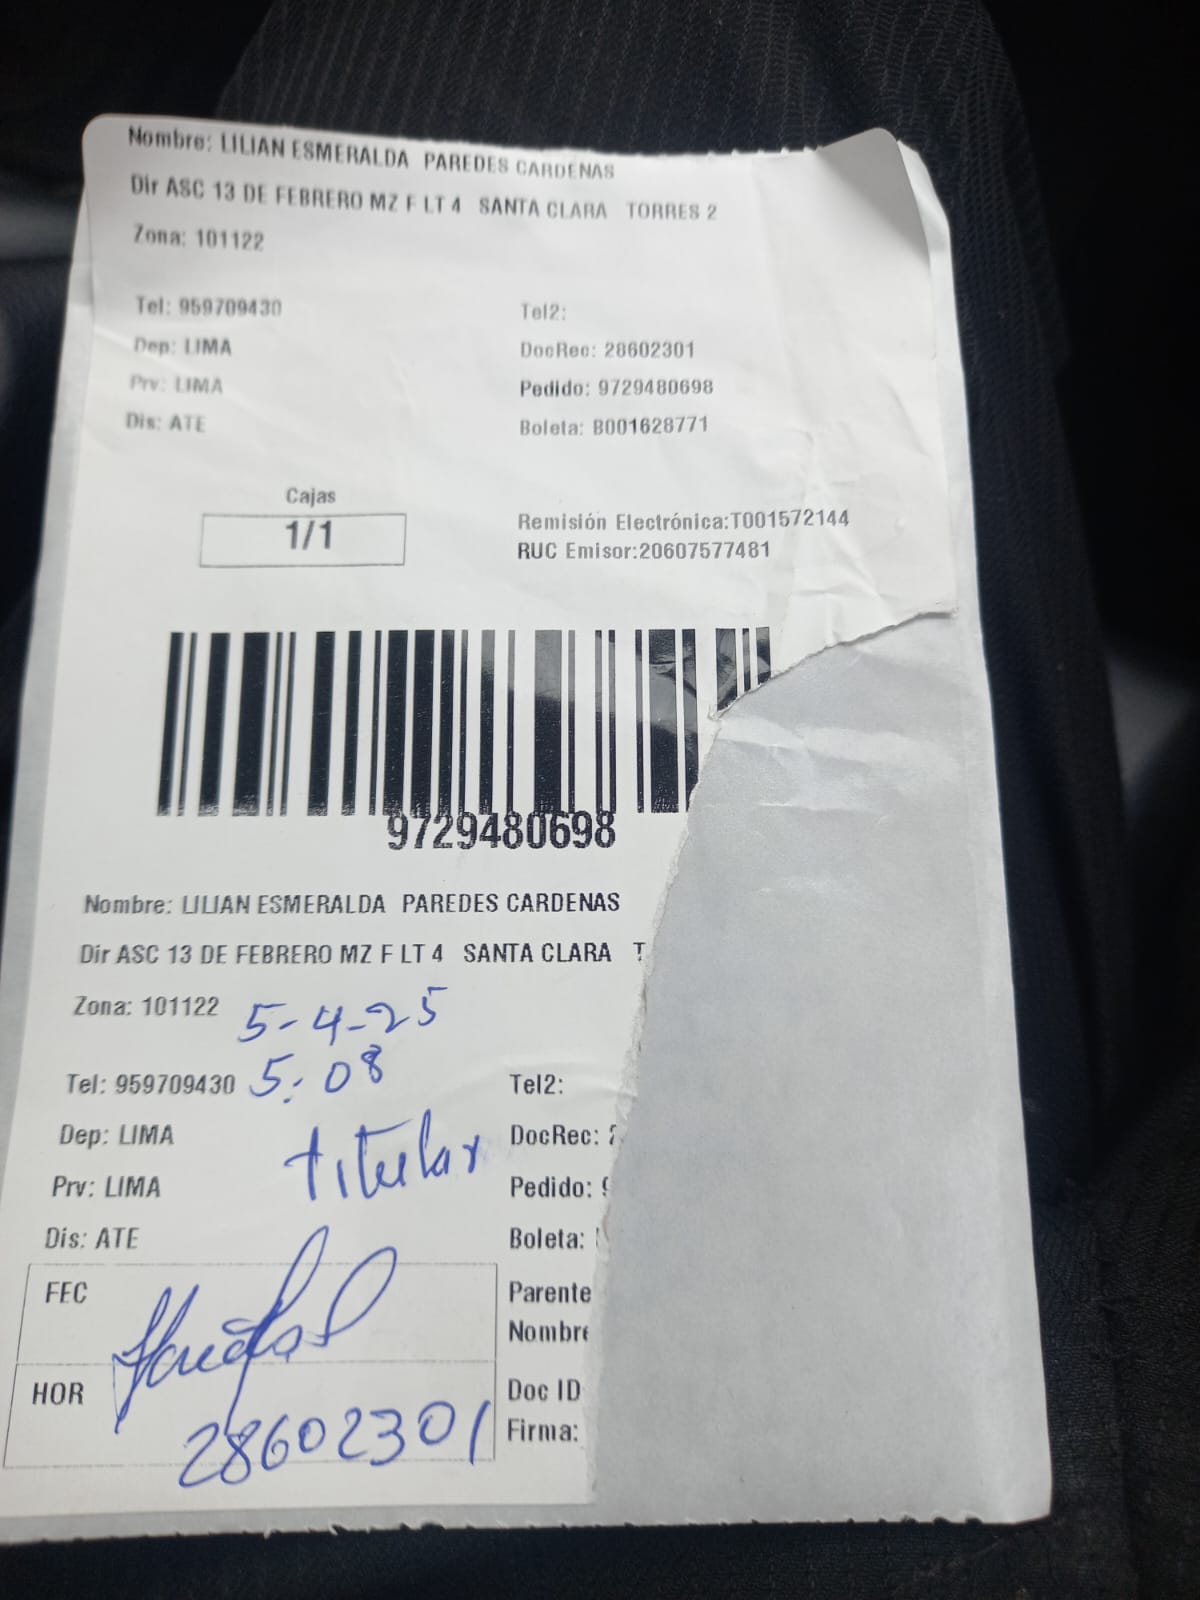 Nombre: LILIAN ESMERALDA PAREDES CARDENAS
Dir ASC 13 DE FEBRERO MZ F LT 4 SANTA CLARA TORRES 2
Zona: 101122
Tel: 959709430 Tel2:
Dep: LIMA DocRec: 28602301
Prv: LIMA Pedido: 9729480698
Dis: ATE Boleta: B001628771
Cajas
1/1
Remisión Electrónica:T001572144
RUC Emisor:20607577481
9729480698
Nombre: LILIAN ESMERALDA PAREDES CARDENAS
Dir ASC 13 DE FEBRERO MZ F LT 4 SANTA CLARA T
Zona: 101122 5-4-25
Tel: 959709430 5:08 Tel2:
Dep: LIMA titular DocRec:
Prv: LIMA Pedido: 9
Dis: ATE Boleta:
FEC Parente
Nombre
HOR Doc ID
28602301 Firma: